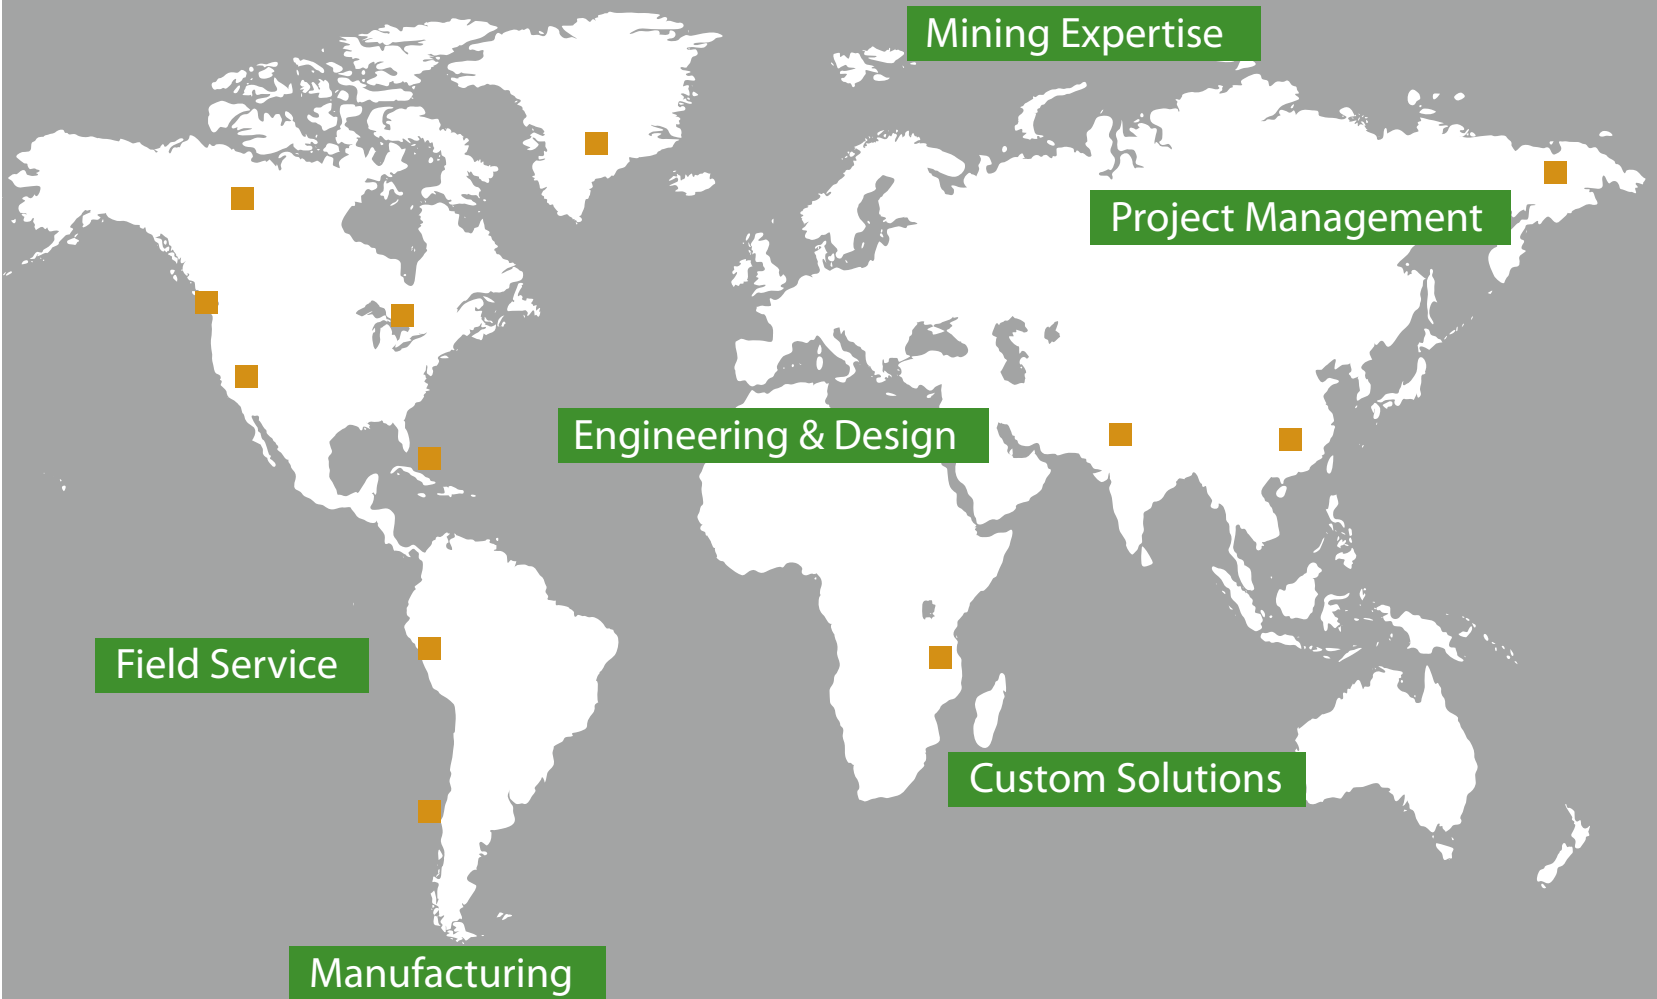 Mining Expertise
Project Management
Engineering & Design
Field Service
Custom Solutions
Manufacturing